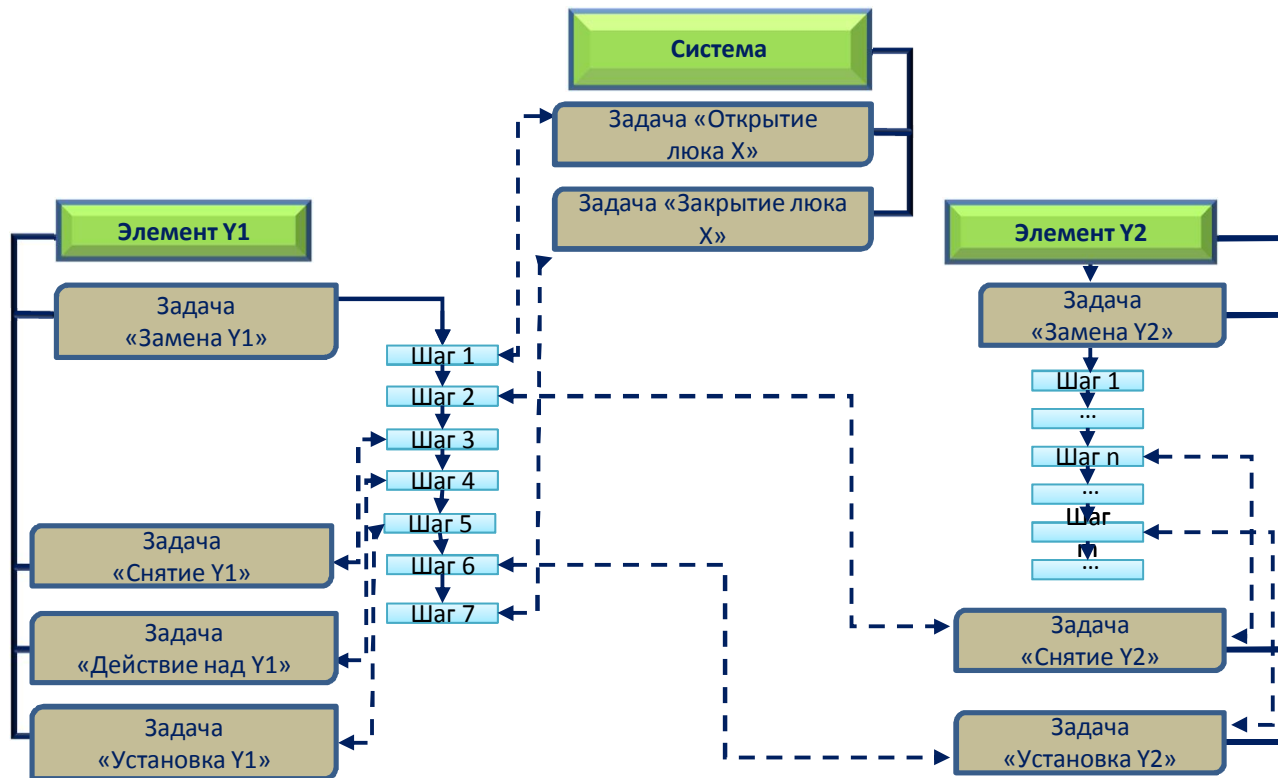 Система
Задача «Открытие
люка X»
Задача «Закрытие люка
X»
Элемент Y1
Задача
«Замена Y1»
Шаг 1
Шаг 2
Шаг 3
Шаг 4
Шаг 5
Шаг 6
Шаг 7
Задача
«Снятие Y1»
Задача
«Действие над Y1»
Задача
«Установка Y1»
Элемент Y2
Задача
«Замена Y2»
Шаг 1
...
Шаг n
...
Шаг
m
...
Задача
«Снятие Y2»
Задача
«Установка Y2»